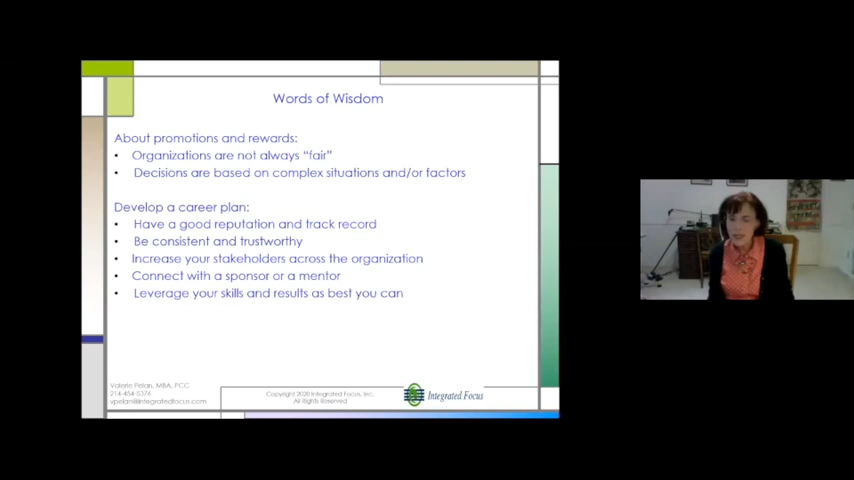 Words of Wisdom
About promotions and rewards:
• Organizations are not always “fair”
• Decisions are based on complex situations and/or factors
Develop a career plan:
• Have a good reputation and track record
• Be consistent and trustworthy
• Increase your stakeholders across the organization
• Connect with a sponsor or a mentor
• Leverage your skills and results as best you can
Valerie Pelan, MBA, PCC
214-454-5376
vpelan@integratedfocus.com
Copyright 2020 Integrated Focus, Inc.
All Rights Reserved
Integrated Focus